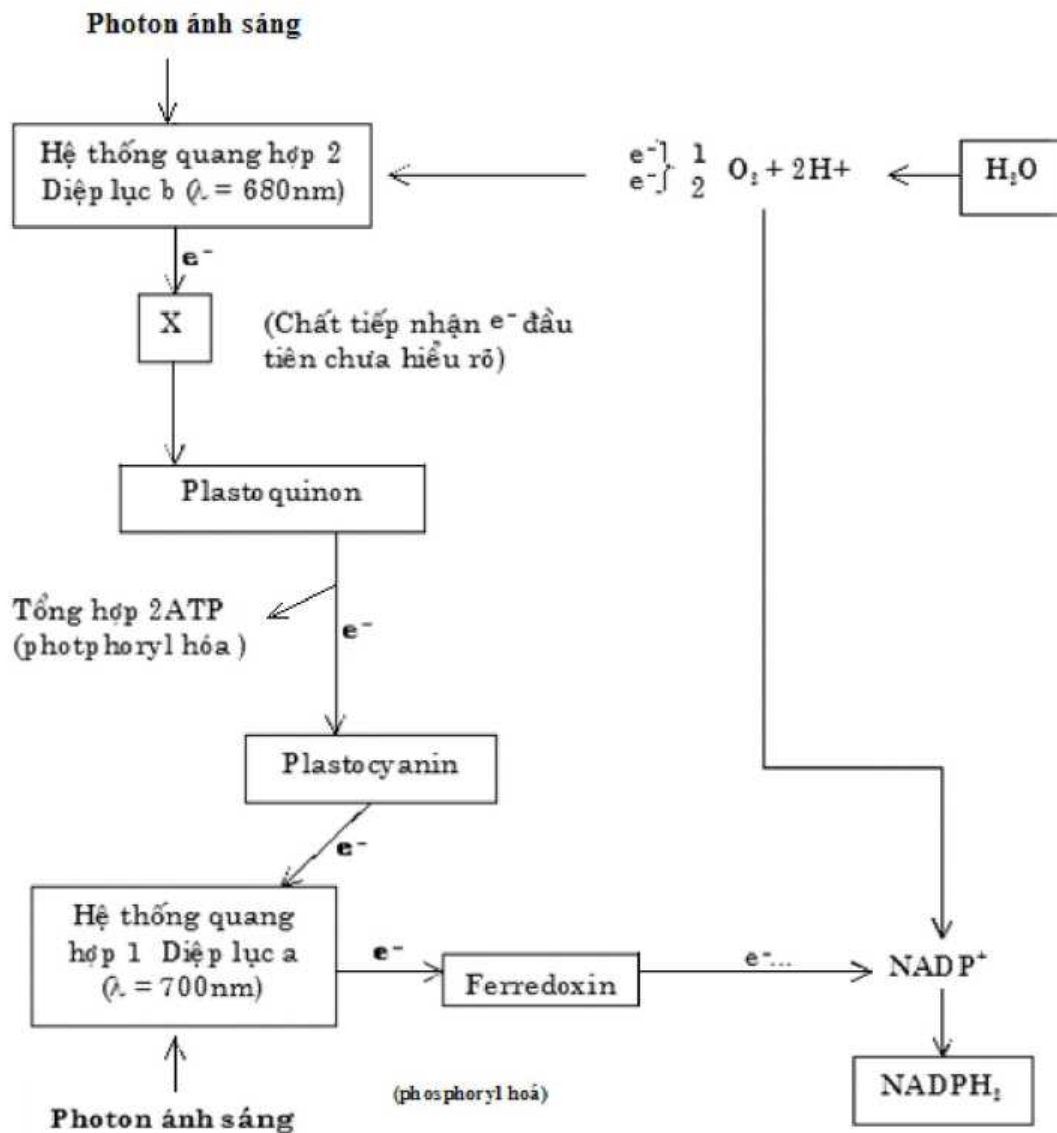 Photon ánh sáng
Hệ thống quang hợp 2
Diệp lục b (λ = 680nm)
e⁻ } 1
e⁻ } 2
O₂ + 2H+
H₂O
e⁻
X
(Chất tiếp nhận e⁻ đầu
tiên chưa hiểu rõ)
Plastoquinon
Tổng hợp 2ATP
(photphoryl hóa)
e⁻
Plastocyanin
e⁻
Hệ thống quang
hợp 1 Diệp lục a
(λ = 700nm)
e⁻
Ferredoxin
e⁻...
NADP⁺
NADPH₂
(phosphoryl hoá)
Photon ánh sáng